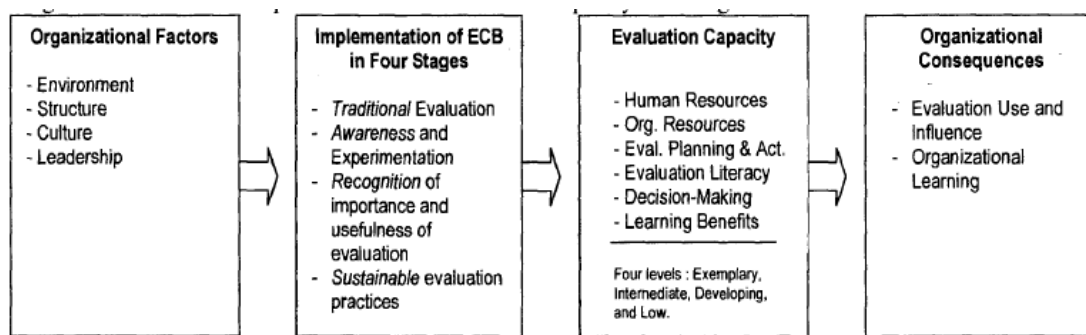 Organizational Factors
- Environment
- Structure
- Culture
- Leadership
Implementation of ECB
in Four Stages
- Traditional Evaluation
- Awareness and
Experimentation
- Recognition of
importance and
usefulness of
evaluation
- Sustainable evaluation
practices
Evaluation Capacity
- Human Resources
- Org. Resources
- Eval. Planning & Act.
- Evaluation Literacy
- Decision-Making
- Learning Benefits
Four levels : Exemplary,
Intermediate, Developing,
and Low.
Organizational
Consequences
- Evaluation Use and
Influence
- Organizational
Learning